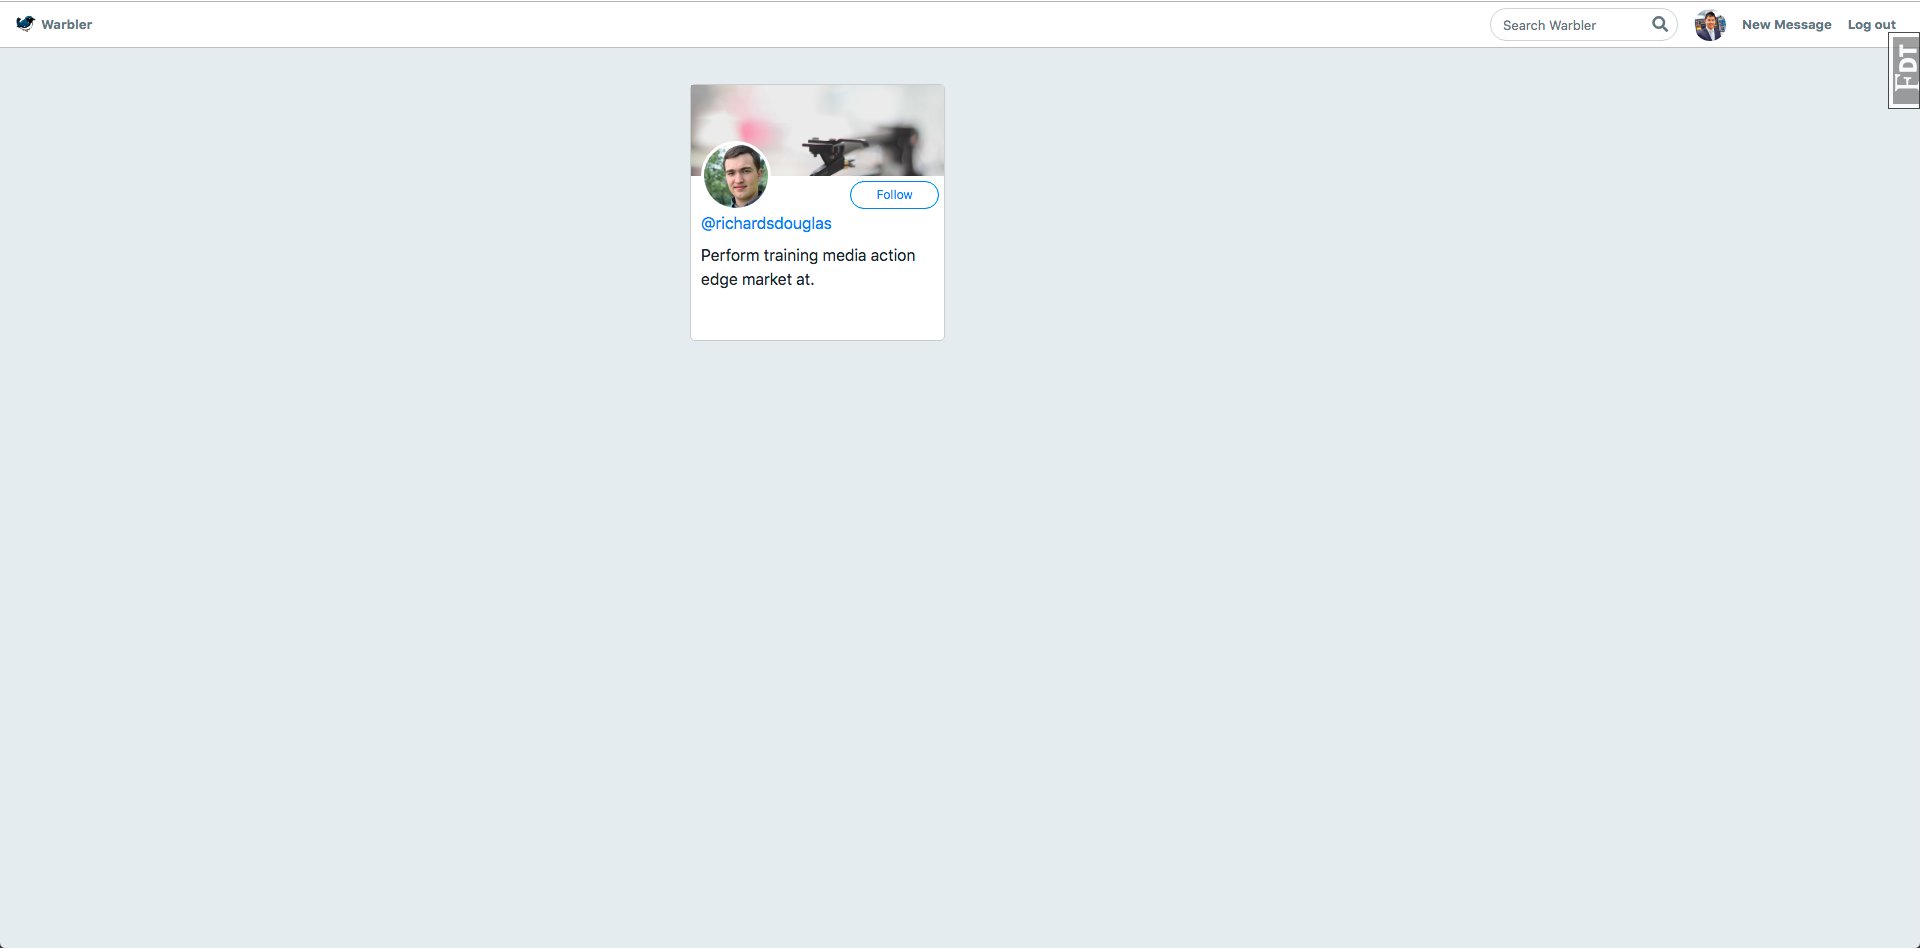 Warbler
Search Warbler
New Message
Log out
FDT
Follow
@richardsdouglas
Perform training media action
edge market at.